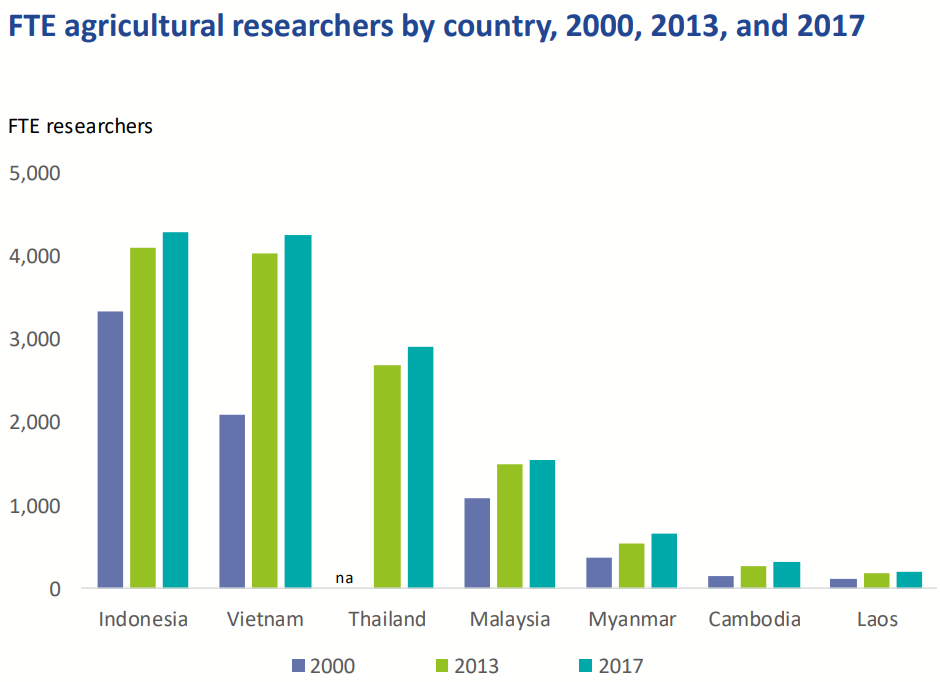 FTE agricultural researchers by country, 2000, 2013, and 2017
FTE researchers
5,000
4,000
3,000
2,000
1,000
0
na
Indonesia Vietnam Thailand Malaysia Myanmar Cambodia Laos
2000 2013 2017